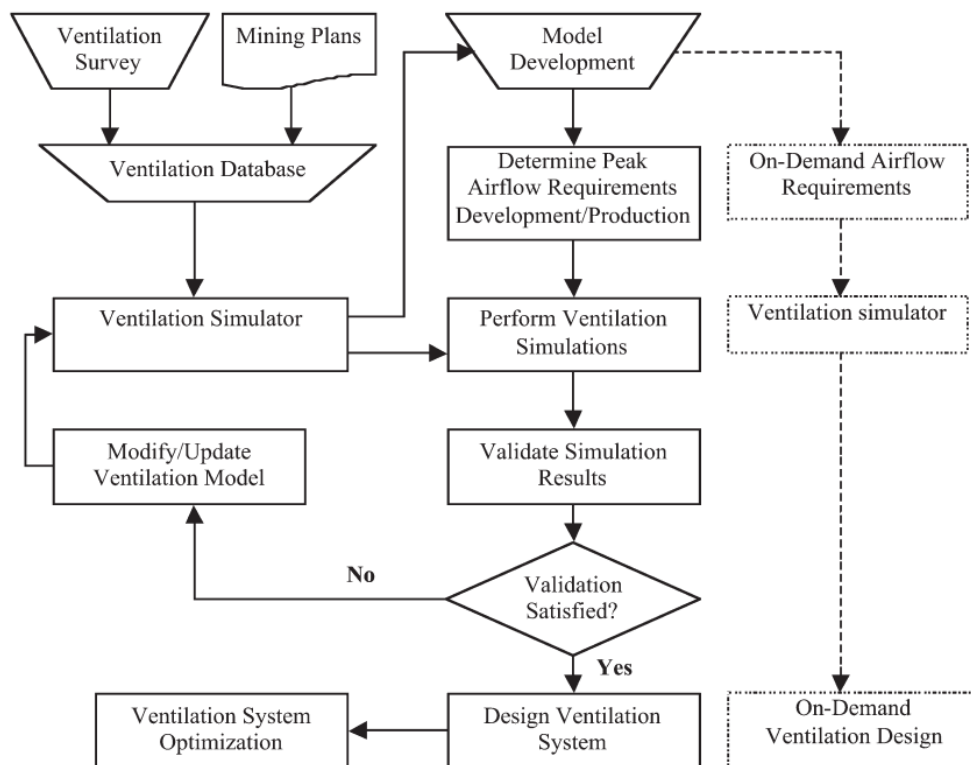 Ventilation
Survey
Mining Plans
Model
Development
Ventilation Database
Determine Peak
Airflow Requirements
Development/Production
On-Demand Airflow
Requirements
Ventilation Simulator
Perform Ventilation
Simulations
Ventilation simulator
Modify/Update
Ventilation Model
Validate Simulation
Results
No
Validation
Satisfied?
Yes
Ventilation System
Optimization
Design Ventilation
System
On-Demand
Ventilation Design